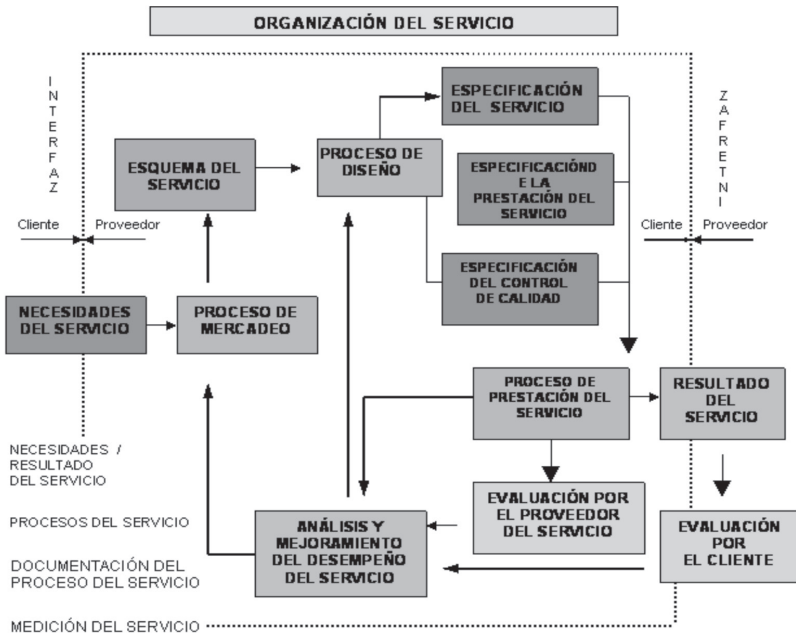 ORGANIZACIÓN DEL SERVICIO
I
N
T
E
R
F
A
Z
Cliente
Proveedor
NECESIDADES
DEL SERVICIO
PROCESO DE
MERCADEO
ESQUEMA DEL
SERVICIO
PROCESO DE
DISEÑO
ESPECIFICACIÓN
DEL SERVICIO
ESPECIFICACIÓND
E LA
PRESTACIÓN DEL
SERVICIO
ESPECIFICACIÓN
DEL CONTROL
DE CALIDAD
Z
A
F
R
E
T
N
I
Cliente
Proveedor
PROCESO DE
PRESTACIÓN DEL
SERVICIO
RESULTADO
DEL
SERVICIO
EVALUACIÓN POR
EL PROVEEDOR
DEL SERVICIO
EVALUACIÓN
POR
EL CLIENTE
ANÁLISIS Y
MEJORAMIENTO
DEL DESEMPEÑO
DEL SERVICIO
NECESIDADES /
RESULTADO
DEL SERVICIO
PROCESOS DEL SERVICIO
DOCUMENTACIÓN DEL
PROCESO DEL SERVICIO
MEDICIÓN DEL SERVICIO